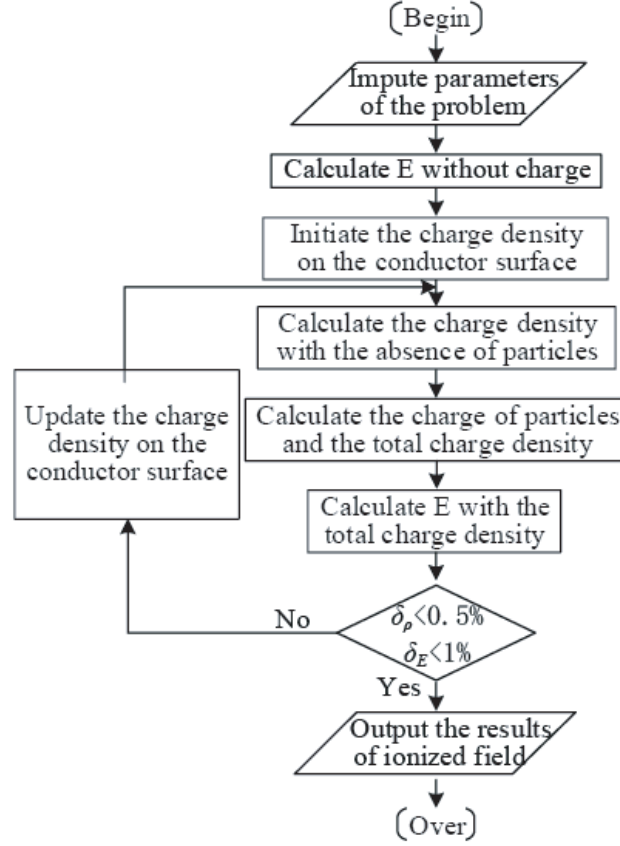 Begin
Impute parameters
of the problem
Calculate E without charge
Initiate the charge density
on the conductor surface
Calculate the charge density
with the absence of particles
Update the charge
density on the
conductor surface
Calculate the charge of particles
and the total charge density
Calculate E with the
total charge density
No
δρ<0.5%
δE<1%
Yes
Output the results
of ionized field
Over